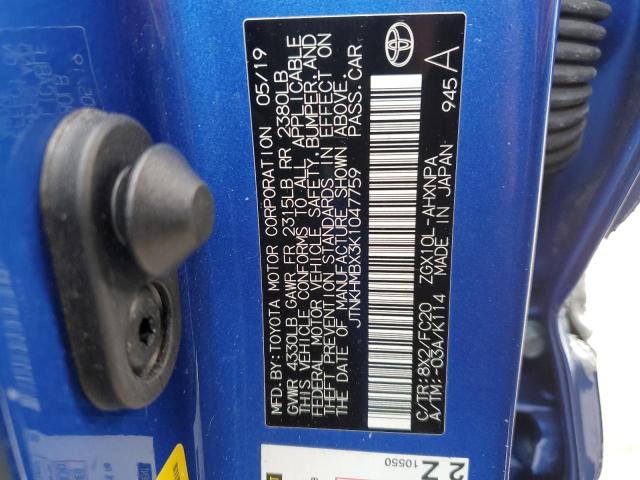 MFD.BY:TOYOTA MOTOR CORPORATION 05/19
GVWR 4330LB GAWR FR 2315LB RR 2380LB
THIS VEHICLE CONFORMS TO ALL APPLICABLE
FEDERAL MOTOR VEHICLE SAFETY, BUMPER, AND
THEFT PREVENTION STANDARDS IN EFFECT ON
THE DATE OF MANUFACTURE SHOWN ABOVE.
JTNKHMBX3K1047759 PASS.CAR
C/TR:8X2/FC20 ZGX10L-AHXNPA
A/TM:-03A/K114 MADE IN JAPAN 945 A
10550
2
Z